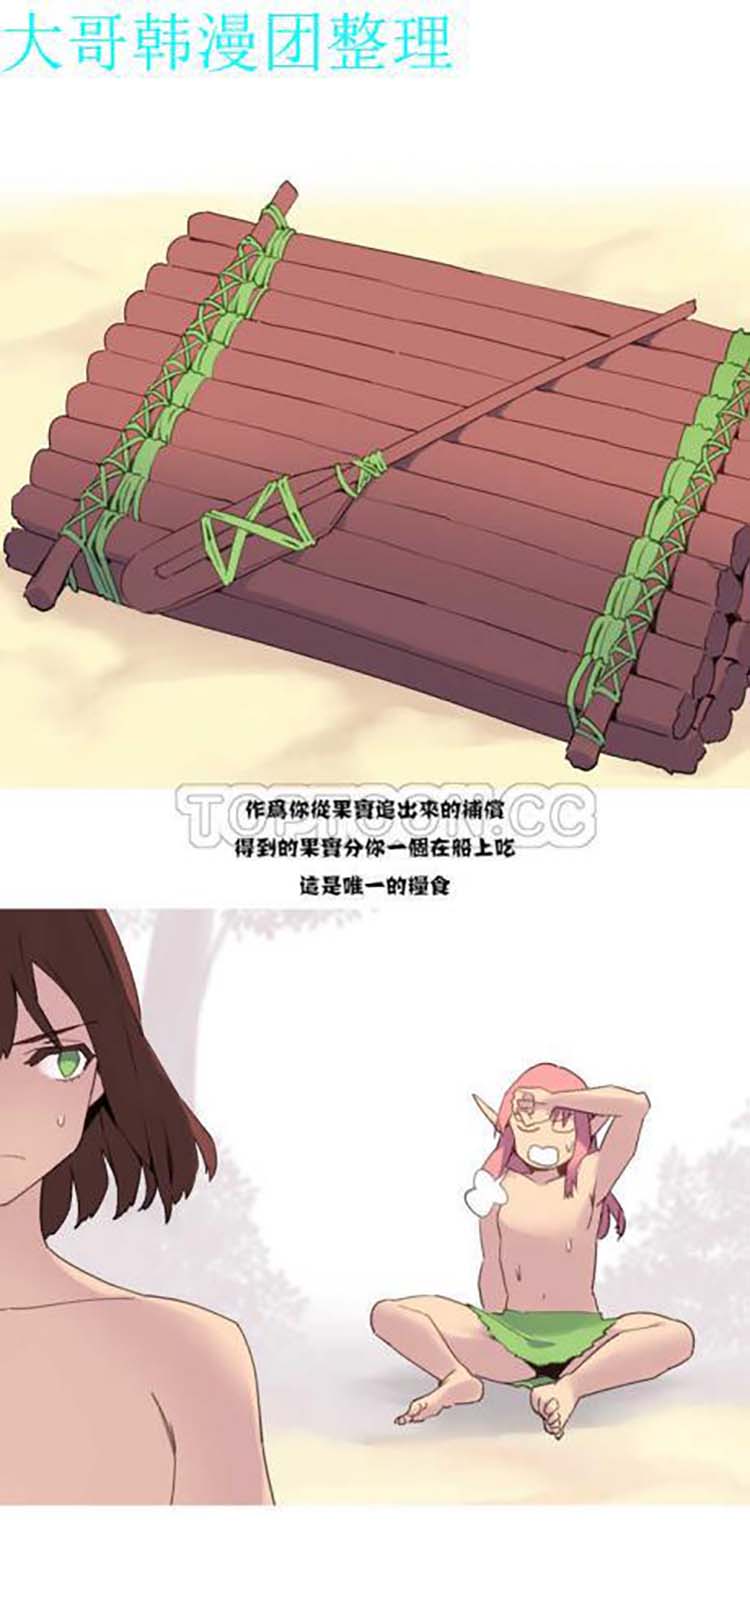 大哥韩漫团整理
TOPTOON.CC
作爲你從果實追出來的補償
得到的果實分你一個在船上吃
這是唯一的糧食